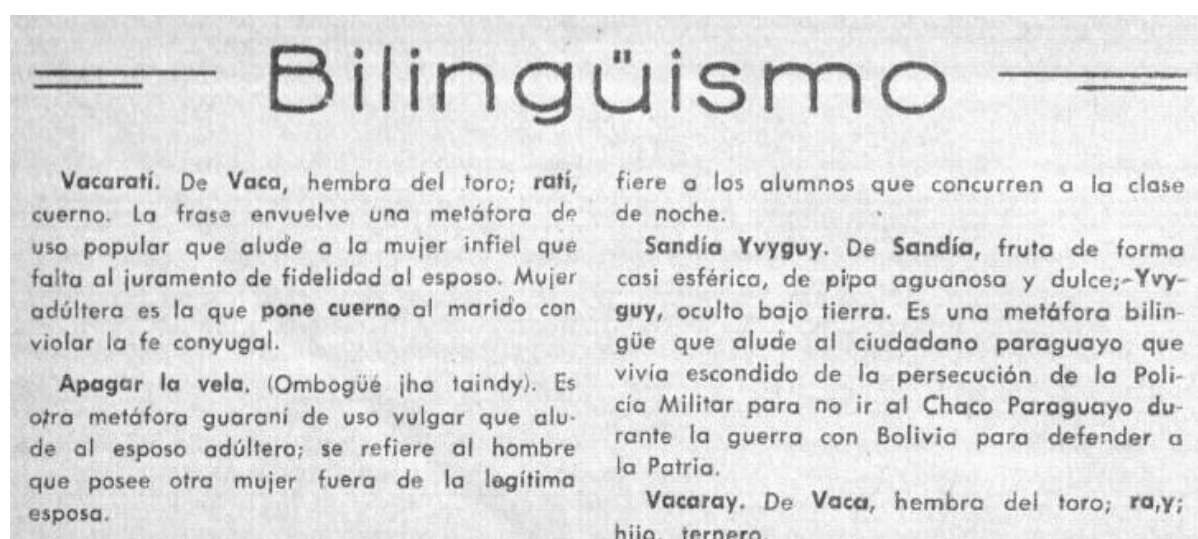 Bilingüismo
Vacaratí. De Vaca, hembra del toro; ratí,
cuerno. La frase envuelve una metáfora de
uso popular que alude a la mujer infiel que
falta al juramento de fidelidad al esposo. Mujer
adúltera es la que pone cuerno al marido con
violar la fe conyugal.
Apagar la vela. (Ombogüé jha taindy). Es
otra metáfora guaraní de uso vulgar que alu-
de al esposo adúltero; se refiere al hombre
que posee otra mujer fuera de la legítima
esposa.
fiere a los alumnos que concurren a la clase
de noche.
Sandía Yvyguy. De Sandía, fruta de forma
casi esférica, de pipa aguanosa y dulce;-Yvy-
guy, oculto bajo tierra. Es una metáfora bilin-
güe que alude al ciudadano paraguayo que
vivía escondido de la persecución de la Poli-
cía Militar para no ir al Chaco Paraguayo du-
rante la guerra con Bolivia para defender a
la Patria.
Vacaray. De Vaca, hembra del toro; ra,y;
hijo, ternero.